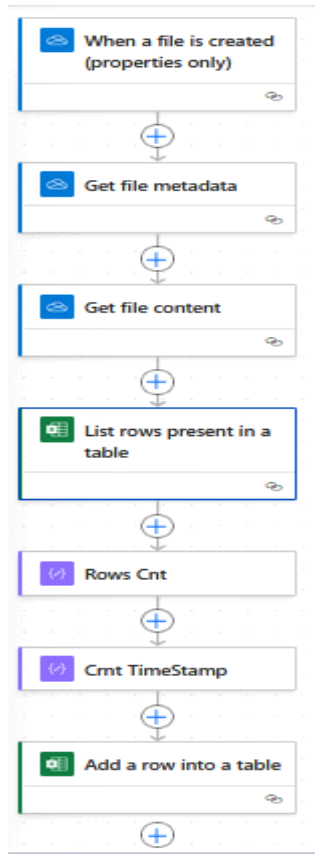 When a file is created
(properties only)
Get file metadata
Get file content
List rows present in a
table
Rows Cnt
Crnt TimeStamp
Add a row into a table